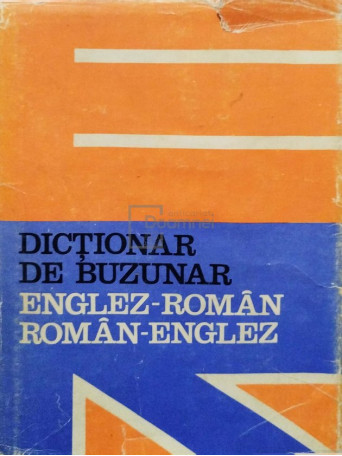 DICȚIONAR
DE BUZUNAR
ENGLEZ-ROMÂN
ROMÂN-ENGLEZ